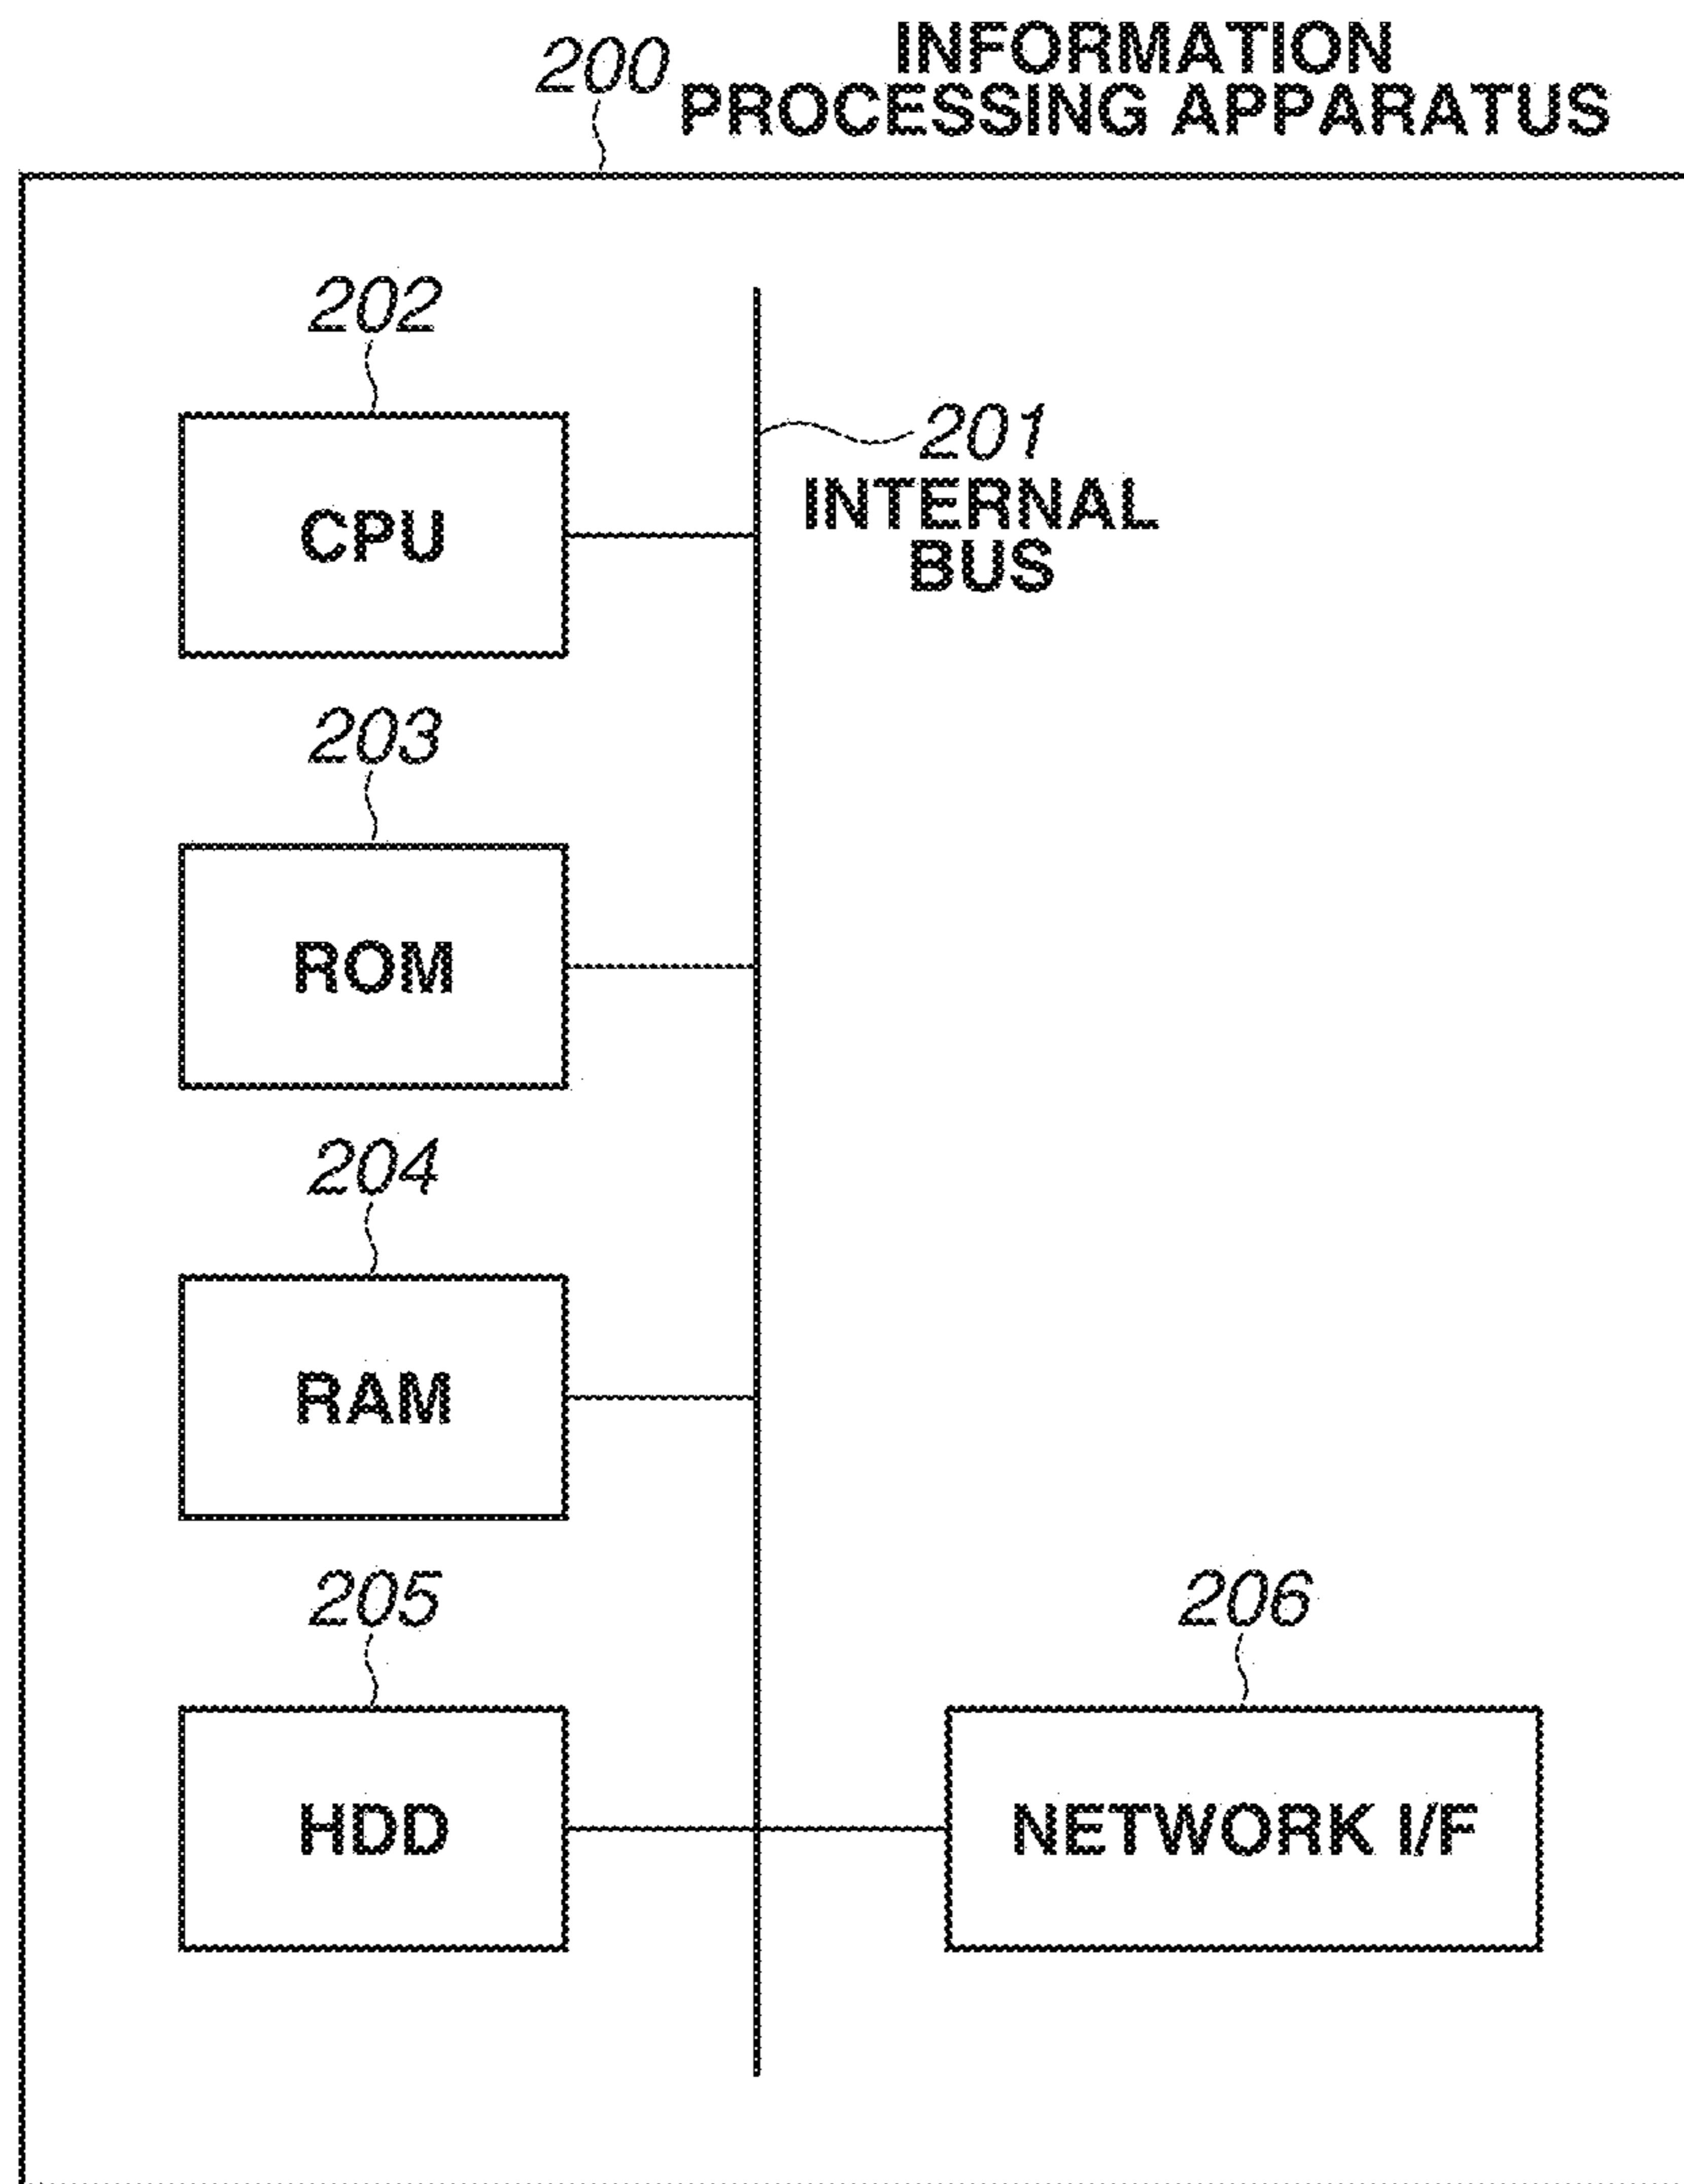 200
INFORMATION
PROCESSING APPARATUS
202
CPU
201
INTERNAL
BUS
203
ROM
204
RAM
205
HDD
206
NETWORK I/F